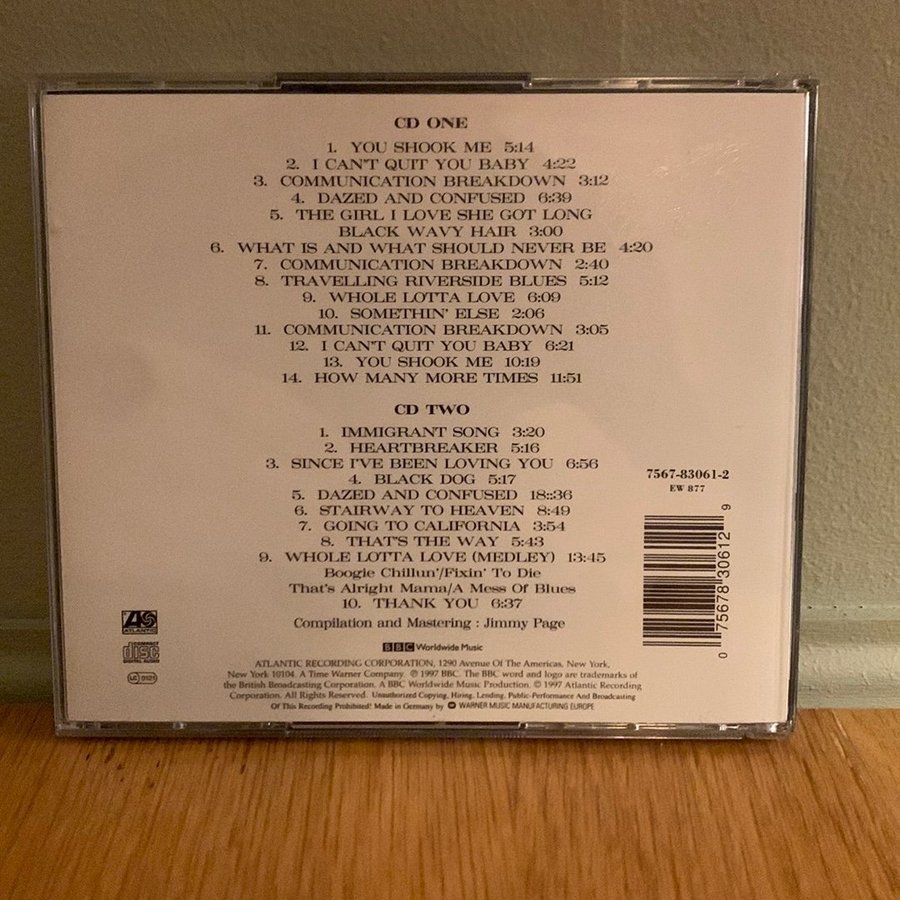 CD ONE
1. YOU SHOOK ME 5:14
2. I CAN'T QUIT YOU BABY 4:22
3. COMMUNICATION BREAKDOWN 3:12
4. DAZED AND CONFUSED 6:39
5. THE GIRL I LOVE SHE GOT LONG
BLACK WAVY HAIR 3:00
6. WHAT IS AND WHAT SHOULD NEVER BE 4:20
7. COMMUNICATION BREAKDOWN 2:40
8. TRAVELLING RIVERSIDE BLUES 5:12
9. WHOLE LOTTA LOVE 6:09
10. SOMETHIN' ELSE 2:06
11. COMMUNICATION BREAKDOWN 3:05
12. I CAN'T QUIT YOU BABY 6:21
13. YOU SHOOK ME 10:19
14. HOW MANY MORE TIMES 11:51
CD TWO
1. IMMIGRANT SONG 3:20
2. HEARTBREAKER 5:16
3. SINCE I'VE BEEN LOVING YOU 6:56
4. BLACK DOG 5:17
5. DAZED AND CONFUSED 18::36
6. STAIRWAY TO HEAVEN 8:49
7. GOING TO CALIFORNIA 3:54
8. THAT'S THE WAY 5:43
9. WHOLE LOTTA LOVE (MEDLEY) 13:45
Boogie Chillun'/Fixin' To Die
That's Alright Mama/A Mess Of Blues
10. THANK YOU 6:37
Compilation and Mastering : Jimmy Page
7567-83061-2
EW 877
0 75678 30612 9
ATLANTIC
COMPACT
disc
DIGITAL AUDIO
LC 0121
BBC Worldwide Music
ATLANTIC RECORDING CORPORATION, 1290 Avenue Of The Americas, New York,
New York 10104. A Time Warner Company. ℗ 1997 BBC. The BBC word and logo are trademarks of
the British Broadcasting Corporation. A BBC Worldwide Music Production. © 1997 Atlantic Recording
Corporation. All Rights Reserved. Unauthorized Copying, Hiring, Lending, Public-Performance And Broadcasting
Of This Recording Prohibited! Made in Germany by WARNER MUSIC MANUFACTURING EUROPE